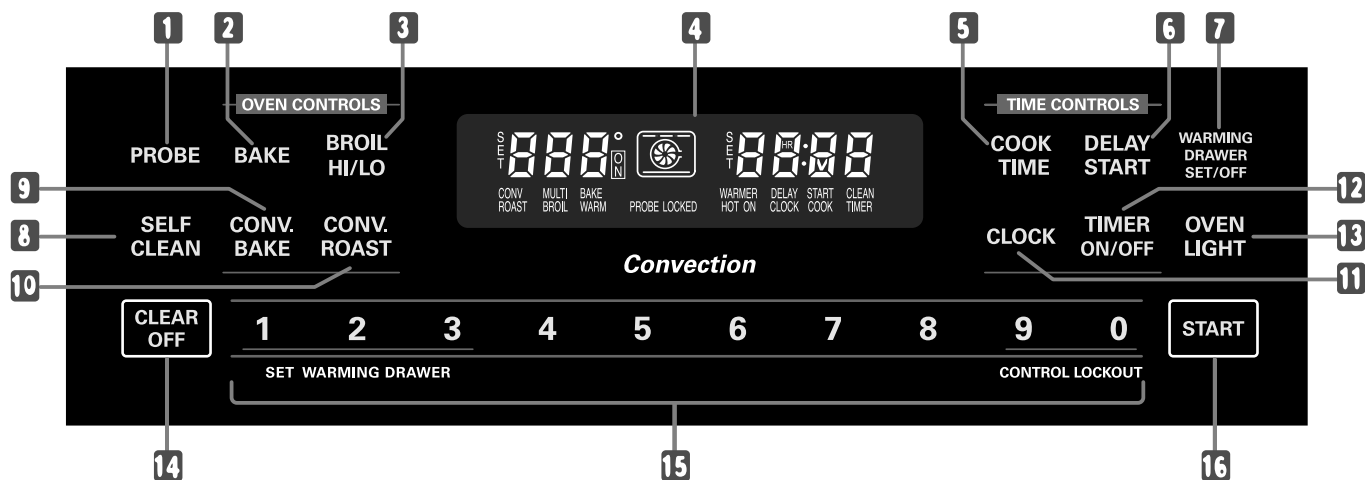 1 2 3 4 5 6 7
OVEN CONTROLS
TIME CONTROLS
PROBE
BAKE
BROIL
HI/LO
SET
888°
ON
SET
88:88
HR
CONV
ROAST
MULTI
BROIL
BAKE
WARM
PROBE LOCKED
WARMER
HOT ON
DELAY
CLOCK
START
COOK
CLEAN
TIMER
COOK
TIME
DELAY
START
WARMING
DRAWER
SET/OFF
9
12
8
SELF
CLEAN
CONV.
BAKE
CONV.
ROAST
CLOCK
TIMER
ON/OFF
OVEN
LIGHT
13
10
Convection
11
CLEAR
OFF
1 2 3 4 5 6 7 8 9 0
START
SET WARMING DRAWER
CONTROL LOCKOUT
14 15 16